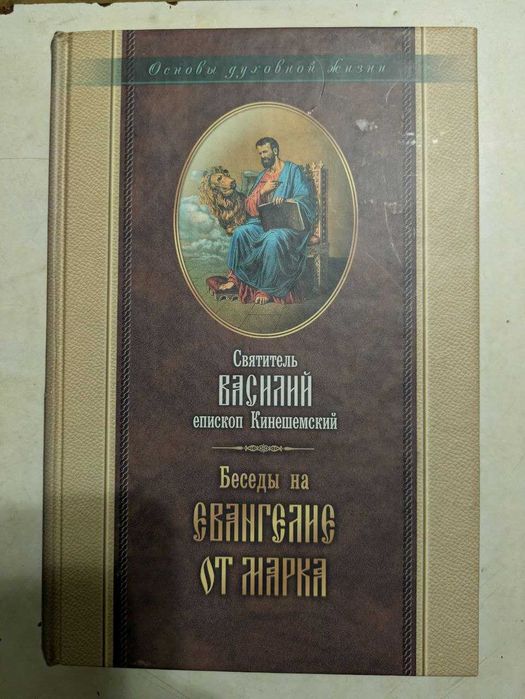 Основы духовной жизни
Святитель
ВАСИЛИЙ
епископ Кинешемский
Беседы на
ЕВАНГЕЛИЕ
ОТ МАРКА